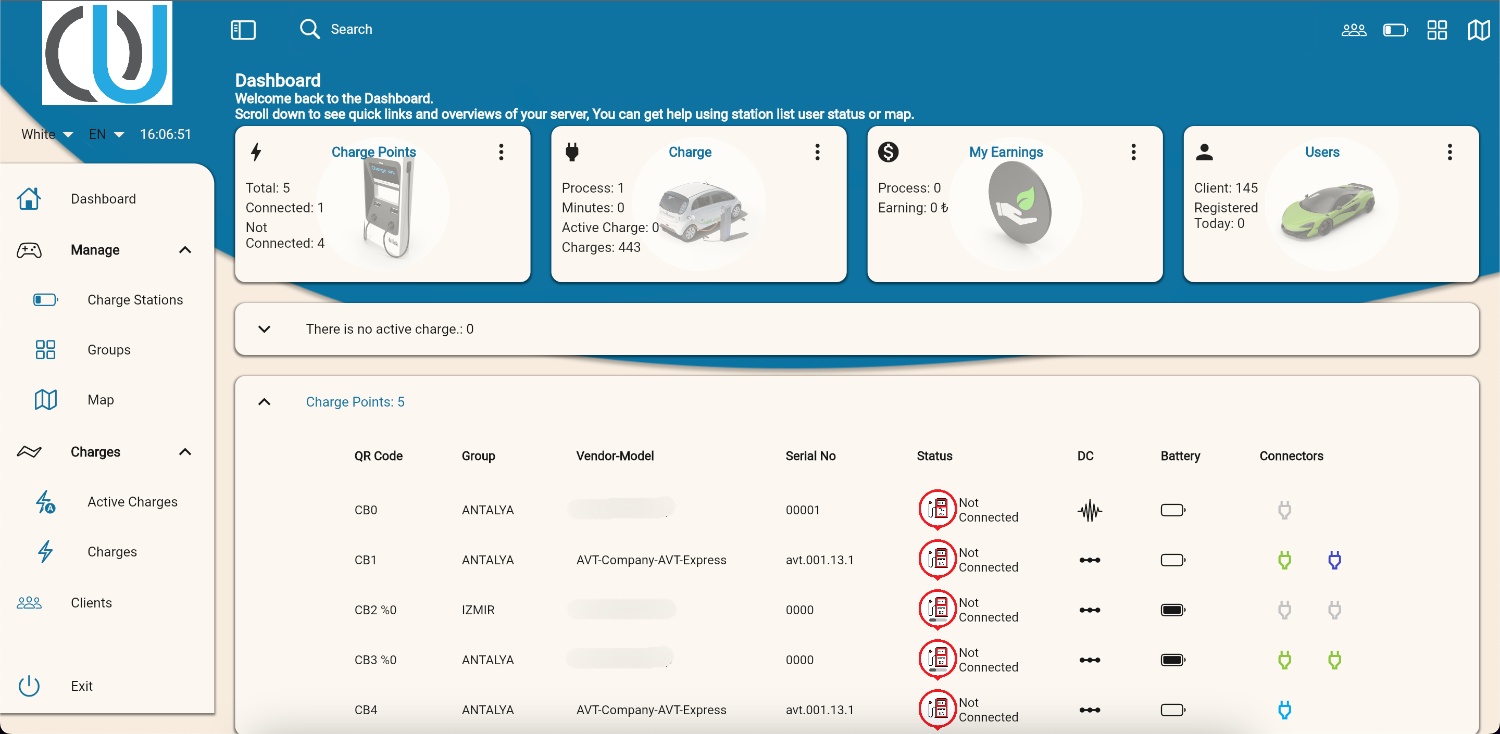 Search
Dashboard
Welcome back to the Dashboard.
Scroll down to see quick links and overviews of your server, You can get help using station list user status or map.
White EN 16:06:51
Dashboard
Manage
Charge Stations
Groups
Map
Charges
Active Charges
Charges
Clients
Exit
Charge Points
Total: 5
Connected: 1
Not
Connected: 4
Charge
Process: 1
Minutes: 0
Active Charge: 0
Charges: 443
My Earnings
Process: 0
Earning: 0 ₺
Users
Client: 145
Registered
Today: 0
There is no active charge.: 0
Charge Points: 5
QR Code Group Vendor-Model Serial No Status DC Battery Connectors
CB0 ANTALYA 00001 Not
Connected
CB1 ANTALYA AVT-Company-AVT-Express avt.001.13.1 Not
Connected
CB2 %0 IZMIR 0000 Not
Connected
CB3 %0 ANTALYA 0000 Not
Connected
CB4 ANTALYA AVT-Company-AVT-Express avt.001.13.1 Not
Connected